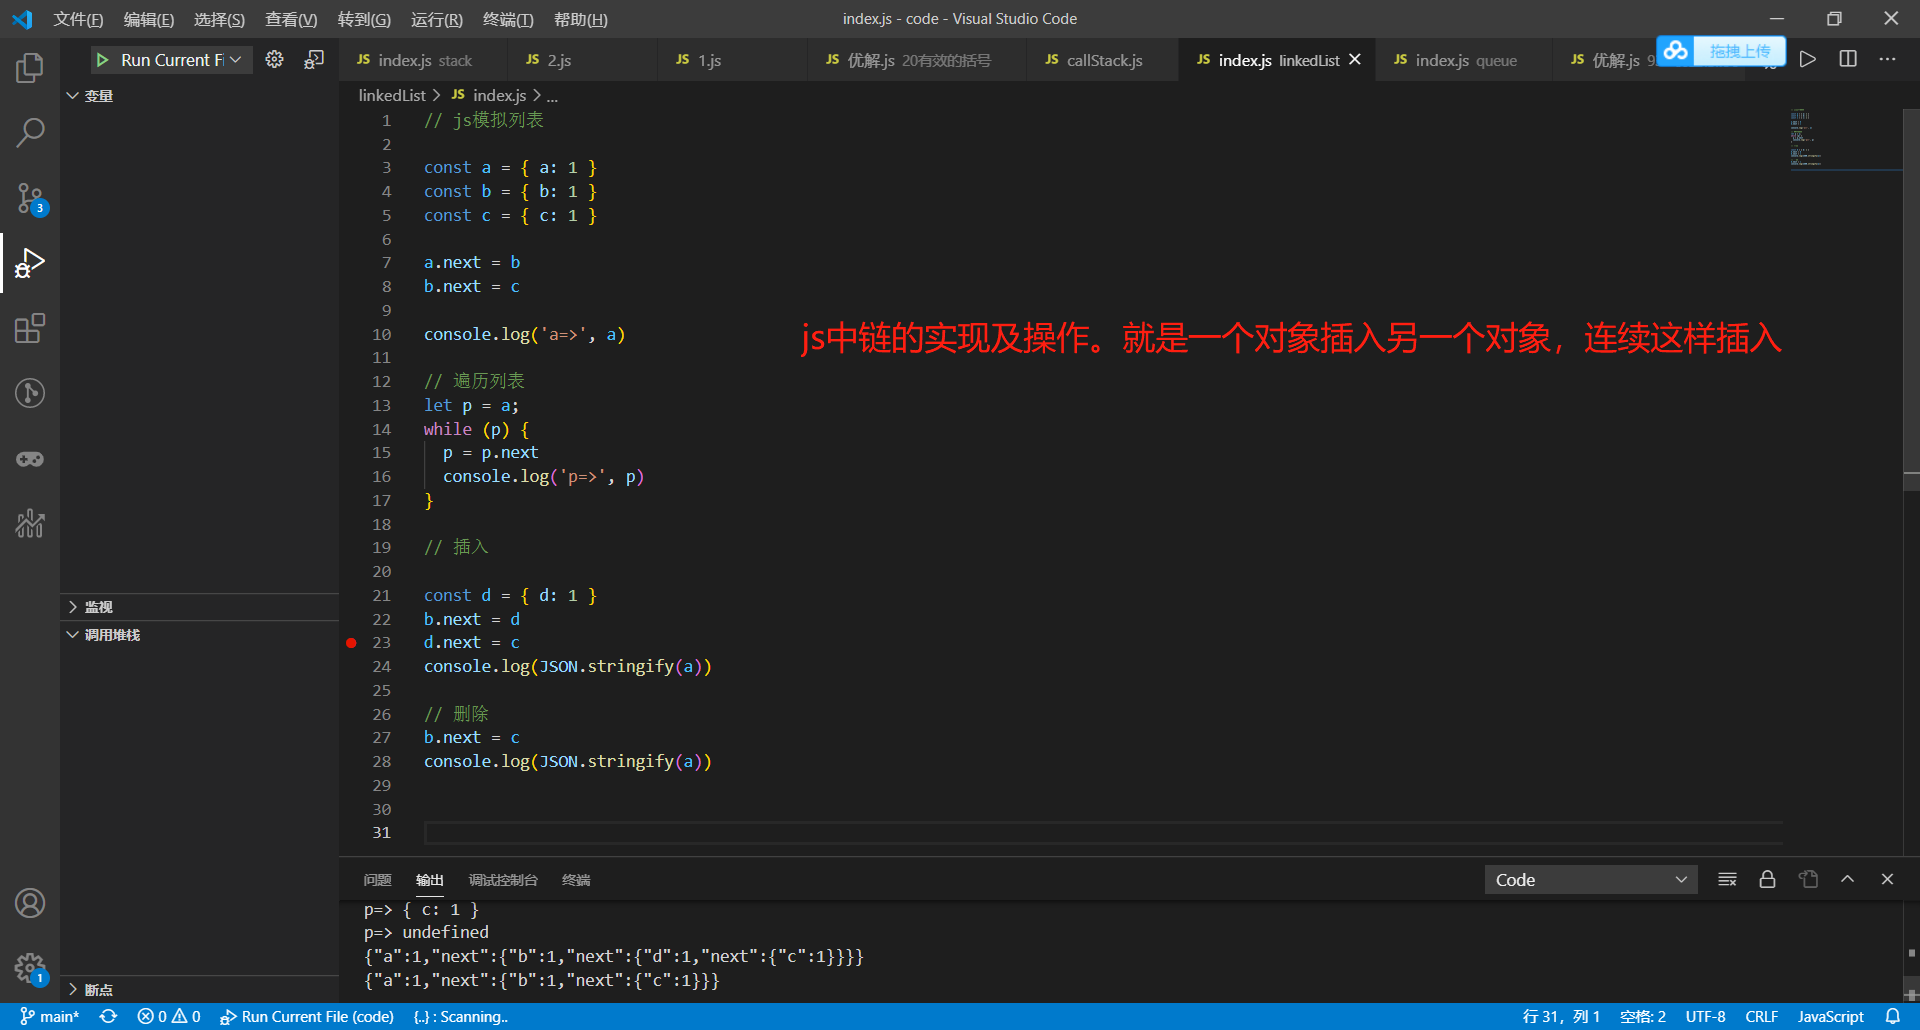 文件(F) 编辑(E) 选择(S) 查看(V) 转到(G) 运行(R) 终端(T) 帮助(H)
index.js - code - Visual Studio Code
Run Current Fi
JS index.js stack
JS 2.js
JS 1.js
JS 优解.js 20有效的括号
JS callStack.js
JS index.js linkedList
JS index.js queue
JS 优解.js 9
拖拽上传
变量
linkedList > JS index.js > ...
1 // js模拟列表
2
3 const a = { a: 1 }
4 const b = { b: 1 }
5 const c = { c: 1 }
6
7 a.next = b
8 b.next = c
9
10 console.log('a=>', a)
js中链的实现及操作。就是一个对象插入另一个对象，连续这样插入
11
12 // 遍历列表
13 let p = a;
14 while (p) {
15 p = p.next
16 console.log('p=>', p)
17 }
18
19 // 插入
20
21 const d = { d: 1 }
22 b.next = d
23 d.next = c
24 console.log(JSON.stringify(a))
25
26 // 删除
27 b.next = c
28 console.log(JSON.stringify(a))
29
30
31
3
监视
调用堆栈
断点
1
问题 输出 调试控制台 终端
Code
p=> { c: 1 }
p=> undefined
{"a":1,"next":{"b":1,"next":{"d":1,"next":{"c":1}}}}
{"a":1,"next":{"b":1,"next":{"c":1}}}
main* 0 0 Run Current File (code) {..} : Scanning..
行 31，列 1 空格: 2 UTF-8 CRLF JavaScript